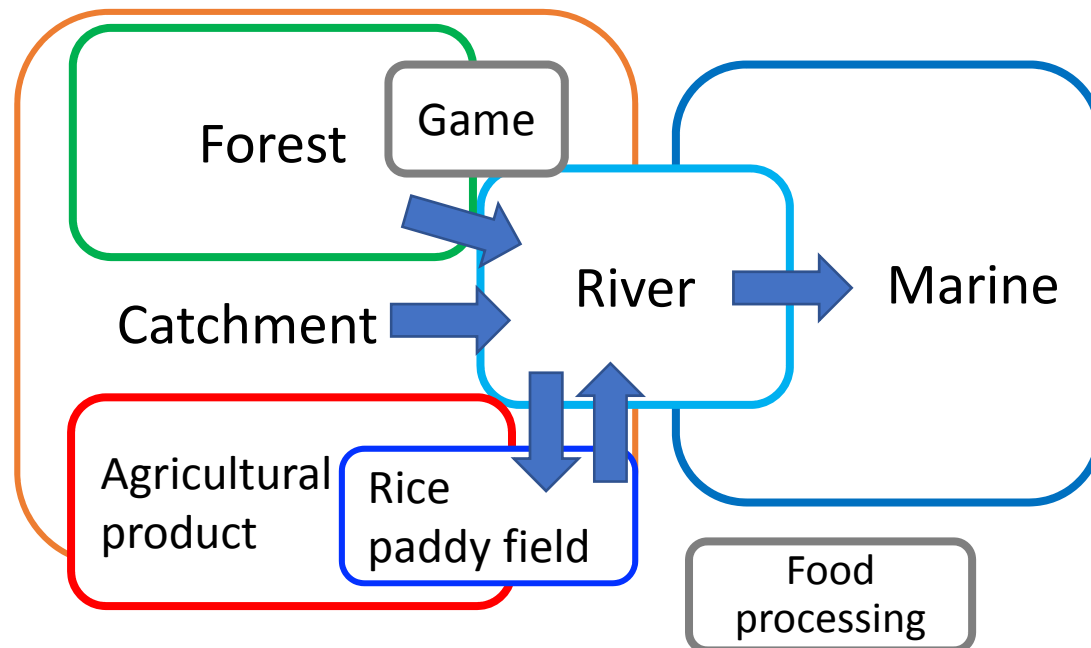 Game
Forest
River
Marine
Catchment
Agricultural
product
Rice
paddy field
Food
processing